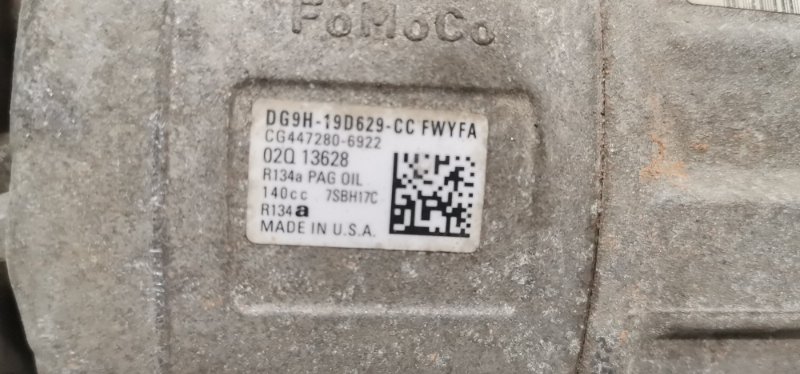 FoMoCo
DG9H-19D629-CC FWYFA
CG447280-6922
02Q 13628
R134a PAG OIL
140cc 7SBH17C
R134a
MADE IN U.S.A.